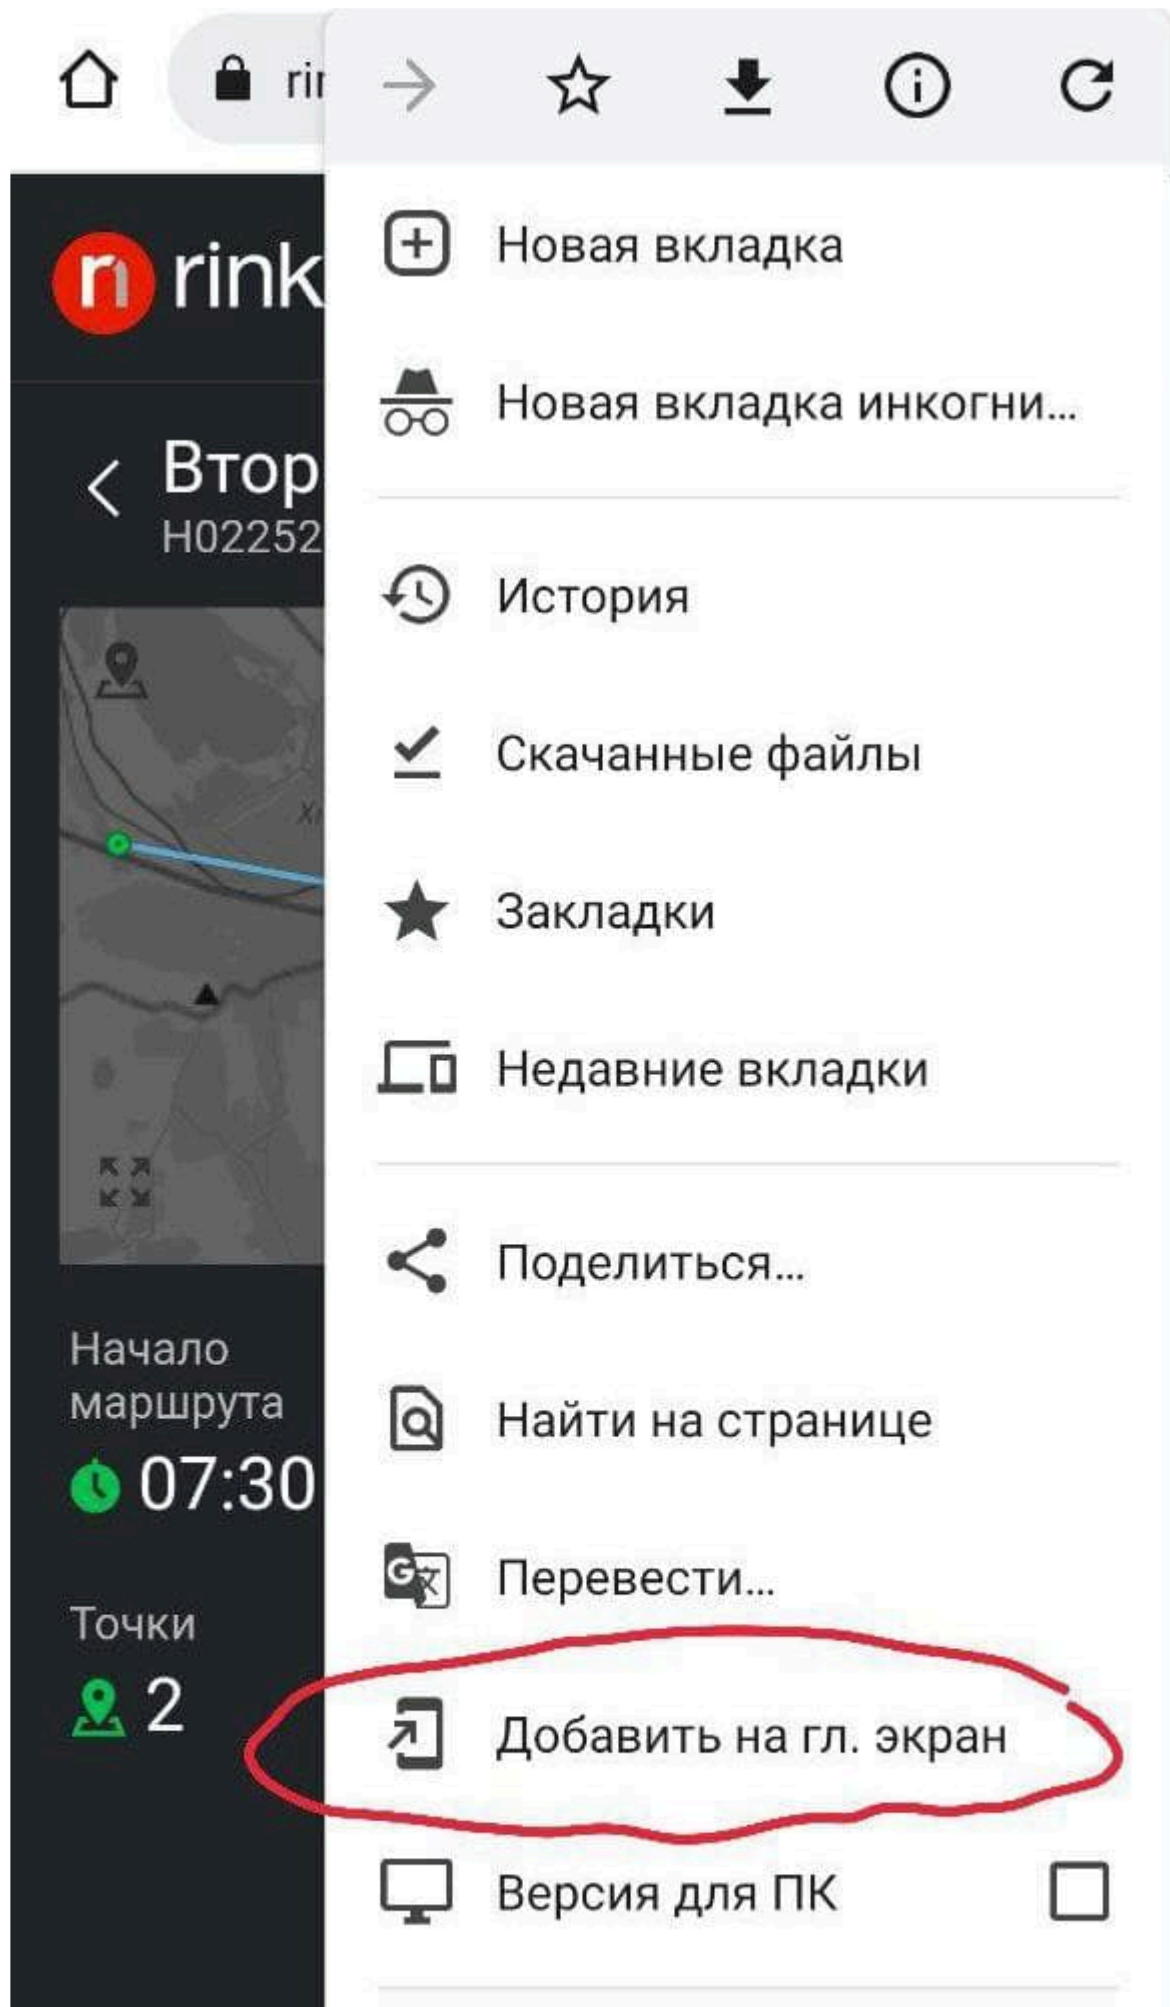 rin
rink
Втор
H02252
Начало
маршрута
07:30
Точки
2
Новая вкладка
Новая вкладка инкогни...
История
Скачанные файлы
Закладки
Недавние вкладки
Поделиться...
Найти на странице
Перевести...
Добавить на гл. экран
Версия для ПК